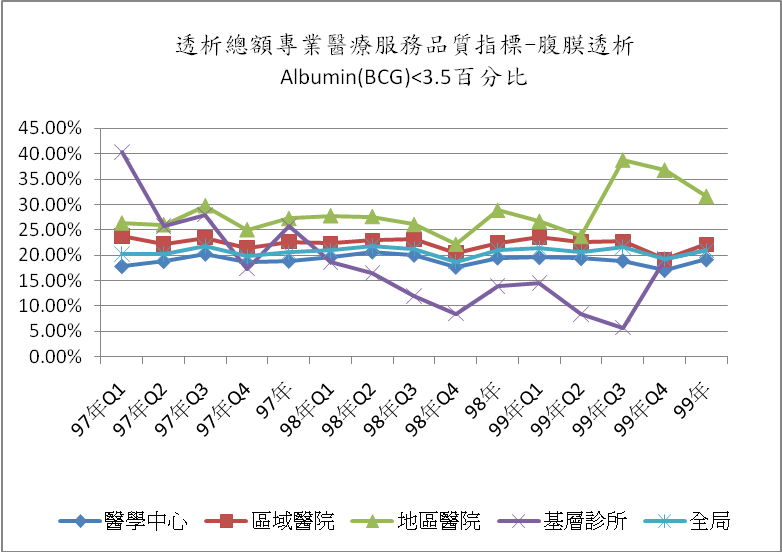 透析總額專業醫療服務品質指標-腹膜透析
Albumin(BCG)<3.5百分比
45.00%
40.00%
35.00%
30.00%
25.00%
20.00%
15.00%
10.00%
5.00%
0.00%
97年Q1
97年Q2
97年Q3
97年Q4
97年
98年Q1
98年Q2
98年Q3
98年Q4
98年
99年Q1
99年Q2
99年Q3
99年Q4
99年
醫學中心 區域醫院 地區醫院 基層診所 全局